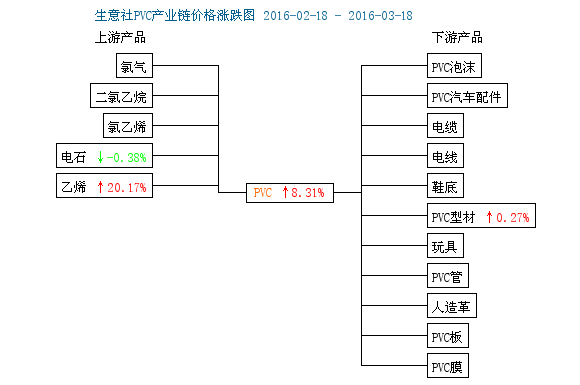 生意社PVC产业链价格涨跌图 2016-02-18 - 2016-03-18
上游产品
氯气
二氯乙烷
氯乙烯
电石 ↓-0.38%
乙烯 ↑20.17%
PVC ↑8.31%
下游产品
PVC泡沫
PVC汽车配件
电缆
电线
鞋底
PVC型材 ↑0.27%
玩具
PVC管
人造革
PVC板
PVC膜